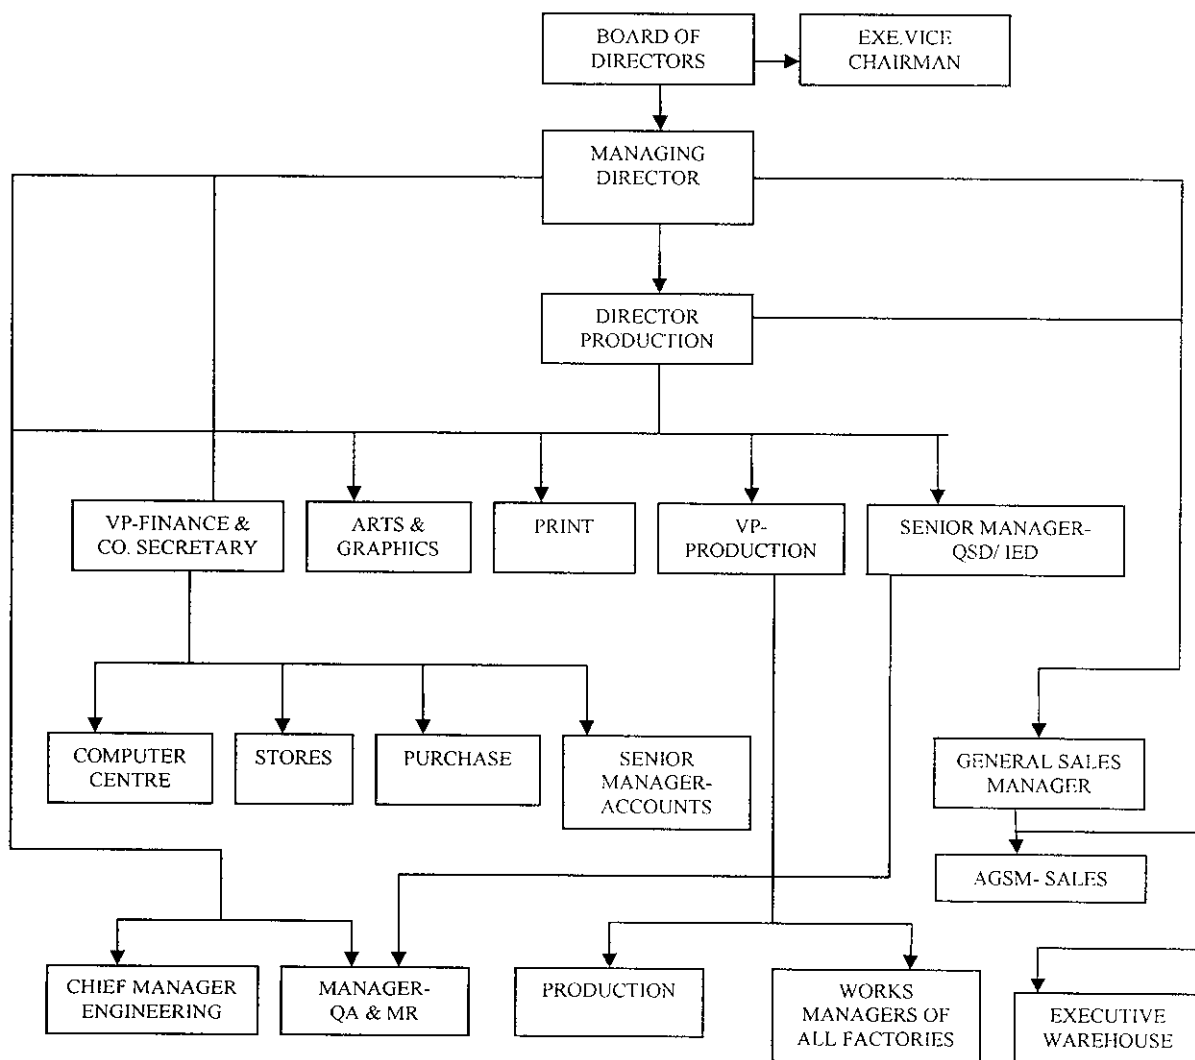 BOARD OF
DIRECTORS
EXE.VICE
CHAIRMAN
MANAGING
DIRECTOR
DIRECTOR
PRODUCTION
VP-FINANCE &
CO. SECRETARY
ARTS &
GRAPHICS
PRINT
VP-
PRODUCTION
SENIOR MANAGER-
QSD/ IED
COMPUTER
CENTRE
STORES
PURCHASE
SENIOR
MANAGER-
ACCOUNTS
GENERAL SALES
MANAGER
AGSM- SALES
CHIEF MANAGER
ENGINEERING
MANAGER-
QA & MR
PRODUCTION
WORKS
MANAGERS OF
ALL FACTORIES
EXECUTIVE
WAREHOUSE